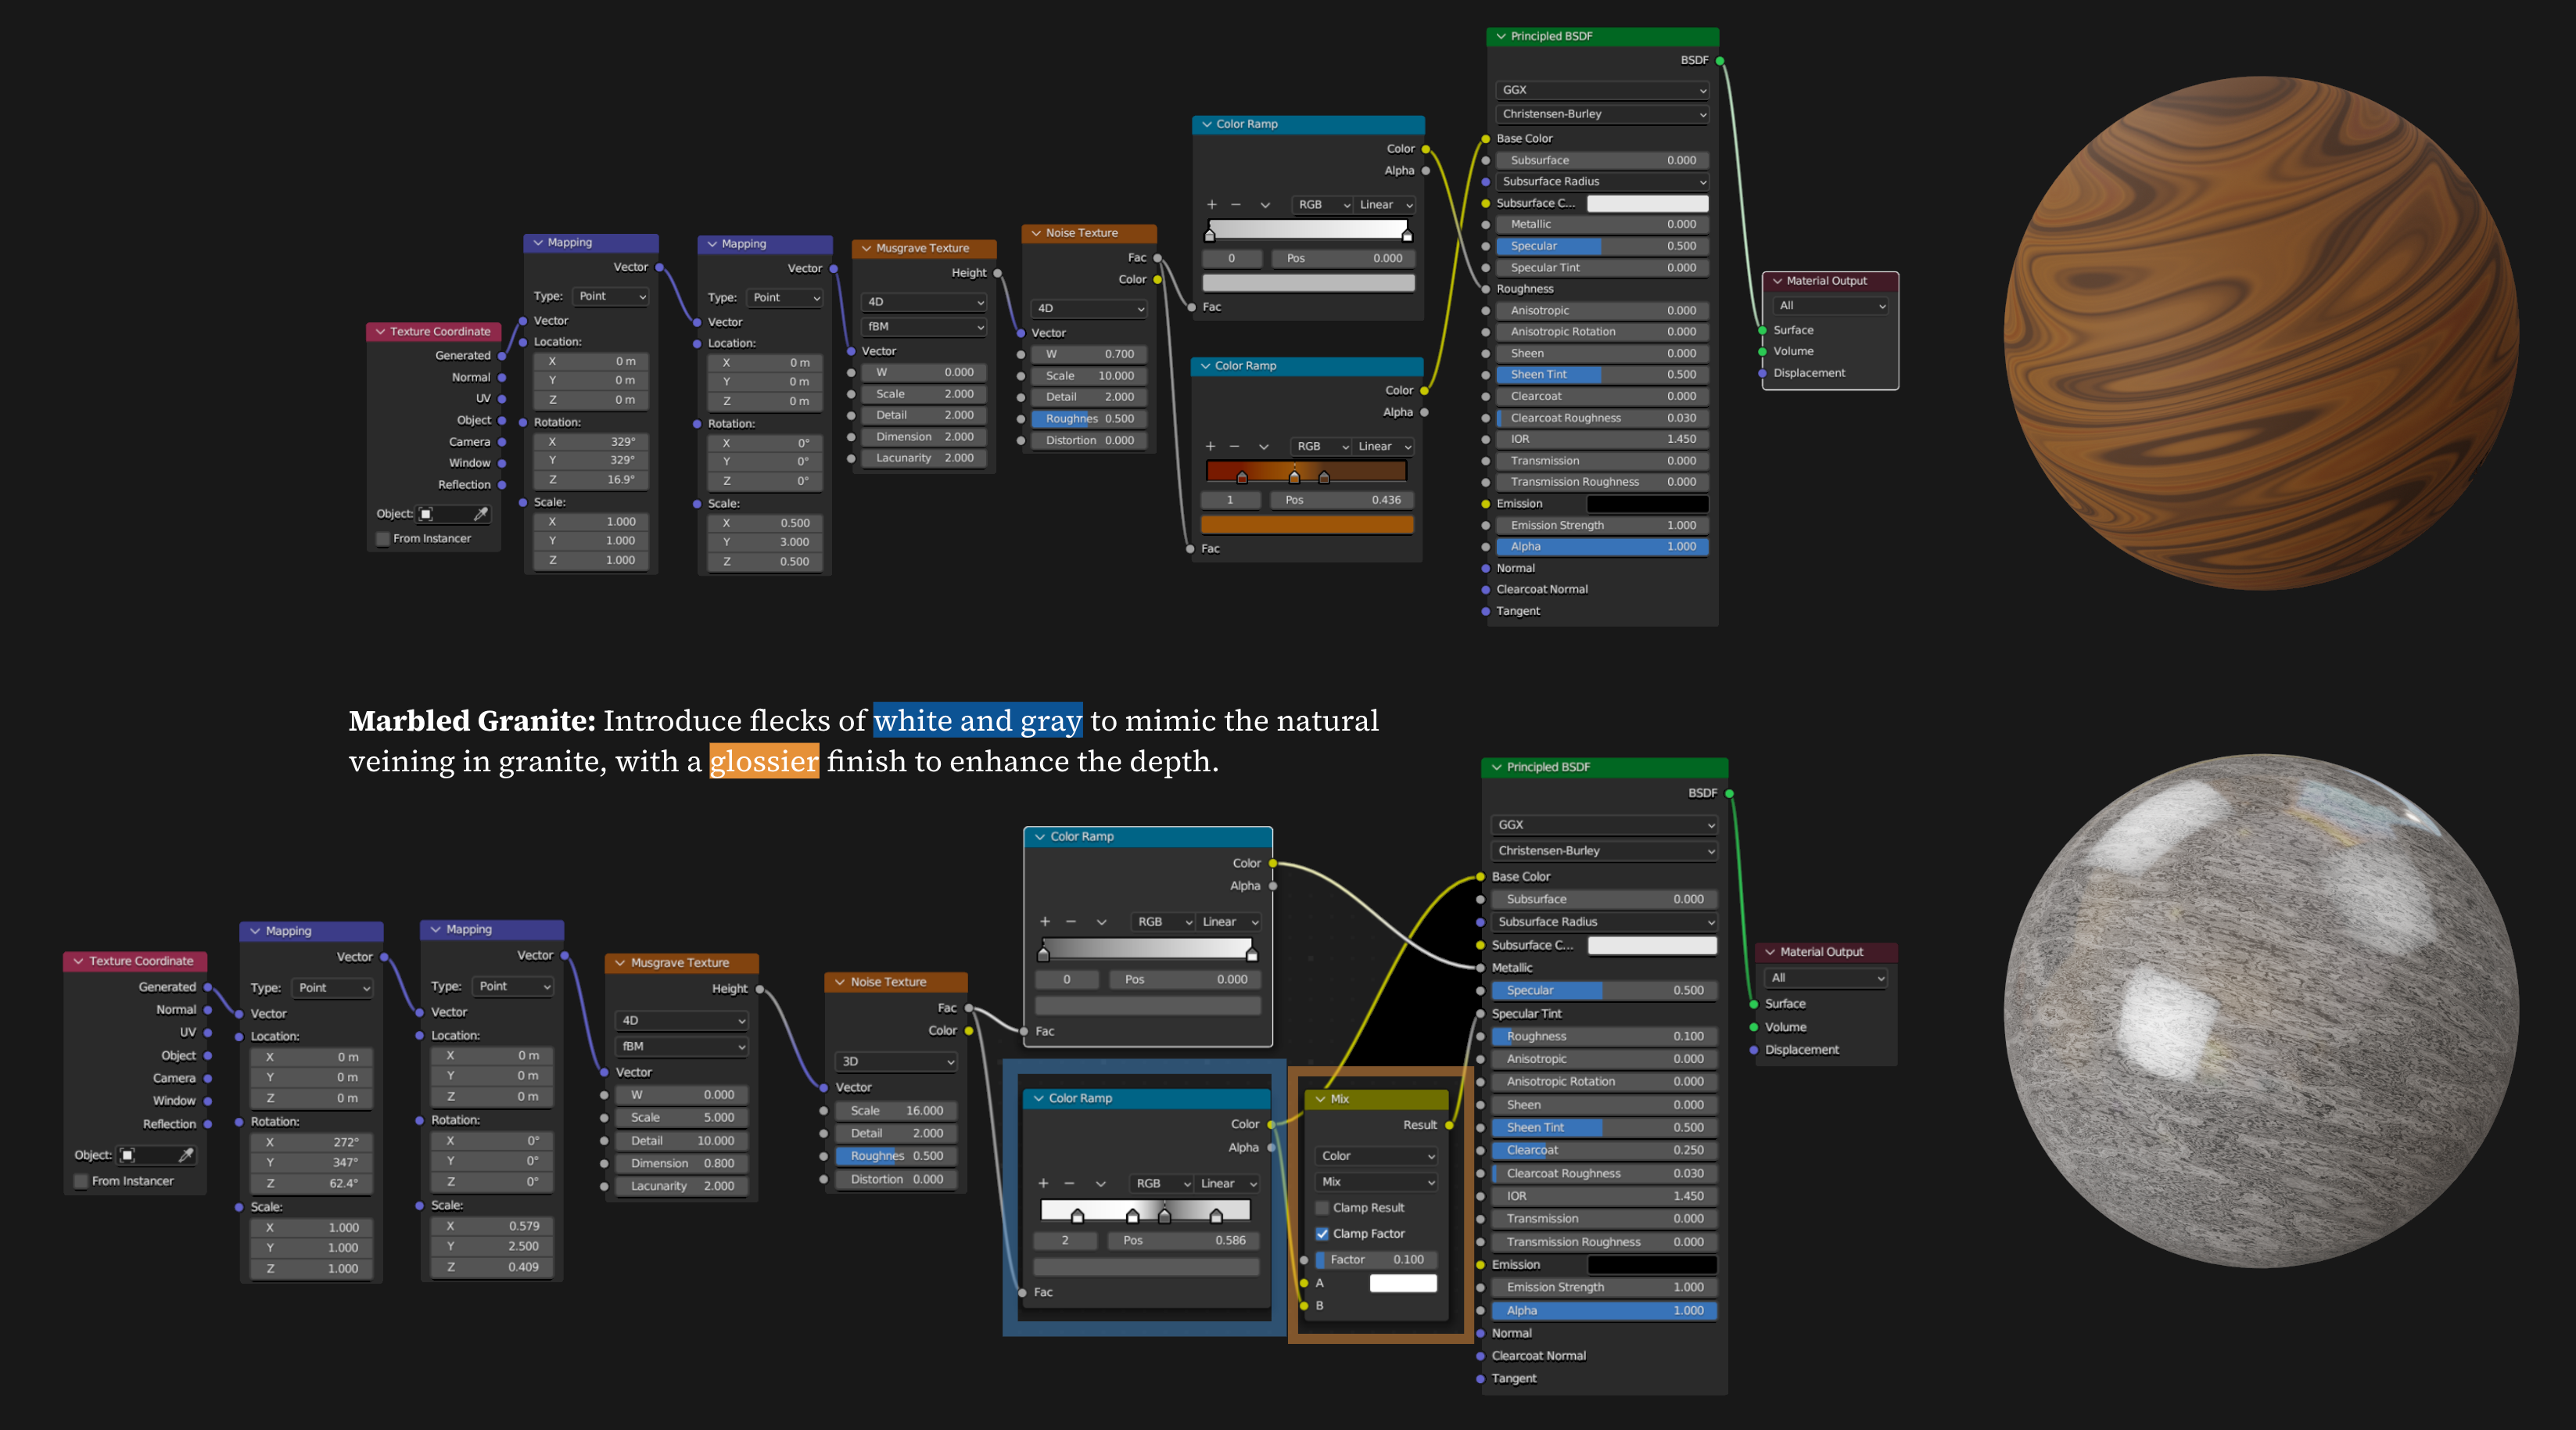 Principled BSDF
BSDF
GGX
Christensen-Burley
Base Color
Subsurface 0.000
Subsurface Radius
Subsurface C...
Metallic 0.000
Specular 0.500
Specular Tint 0.000
Roughness
Anisotropic 0.000
Anisotropic Rotation 0.000
Sheen 0.000
Sheen Tint 0.500
Clearcoat 0.000
Clearcoat Roughness 0.030
IOR 1.450
Transmission 0.000
Transmission Roughness 0.000
Emission
Emission Strength 1.000
Alpha 1.000
Normal
Clearcoat Normal
Tangent
Color Ramp
Color
Alpha
+ − RGB Linear
0 Pos 0.000
Fac
Color Ramp
Color
Alpha
+ − RGB Linear
1 Pos 0.436
Fac
Texture Coordinate
Generated
Normal
UV
Object
Camera
Window
Reflection
Object:
From Instancer
Mapping
Vector
Type: Point
Vector
Location:
X 0 m
Y 0 m
Z 0 m
Rotation:
X 329°
Y 329°
Z 16.9°
Scale:
X 1.000
Y 1.000
Z 1.000
Mapping
Vector
Type: Point
Vector
Location:
X 0 m
Y 0 m
Z 0 m
Rotation:
X 0°
Y 0°
Z 0°
Scale:
X 0.500
Y 3.000
Z 0.500
Musgrave Texture
Height
4D
fBM
Vector
W 0.000
Scale 2.000
Detail 2.000
Dimension 2.000
Lacunarity 2.000
Noise Texture
Fac
Color
4D
Vector
W 0.700
Scale 10.000
Detail 2.000
Roughnes 0.500
Distortion 0.000
Material Output
All
Surface
Volume
Displacement
Marbled Granite: Introduce flecks of white and gray to mimic the natural
veining in granite, with a glossier finish to enhance the depth.
Texture Coordinate
Generated
Normal
UV
Object
Camera
Window
Reflection
Object:
From Instancer
Mapping
Vector
Type: Point
Vector
Location:
X 0 m
Y 0 m
Z 0 m
Rotation:
X 272°
Y 347°
Z 62.4°
Scale:
X 1.000
Y 1.000
Z 1.000
Mapping
Vector
Type: Point
Vector
Location:
X 0 m
Y 0 m
Z 0 m
Rotation:
X 0°
Y 0°
Z 0°
Scale:
X 0.579
Y 2.500
Z 0.409
Musgrave Texture
Height
4D
fBM
Vector
W 0.000
Scale 5.000
Detail 10.000
Dimension 0.800
Lacunarity 2.000
Noise Texture
Fac
Color
3D
Vector
Scale 16.000
Detail 2.000
Roughnes 0.500
Distortion 0.000
Color Ramp
Color
Alpha
+ − RGB Linear
0 Pos 0.000
Fac
Color Ramp
Color
Alpha
+ − RGB Linear
2 Pos 0.586
Fac
Mix
Result
Color
Mix
Clamp Result
Clamp Factor
Factor 0.100
A
B
Principled BSDF
BSDF
GGX
Christensen-Burley
Base Color
Subsurface 0.000
Subsurface Radius
Subsurface C...
Metallic
Specular 0.500
Specular Tint
Roughness 0.100
Anisotropic 0.000
Anisotropic Rotation 0.000
Sheen 0.000
Sheen Tint 0.500
Clearcoat 0.250
Clearcoat Roughness 0.030
IOR 1.450
Transmission 0.000
Transmission Roughness 0.000
Emission
Emission Strength 1.000
Alpha 1.000
Normal
Clearcoat Normal
Tangent
Material Output
All
Surface
Volume
Displacement